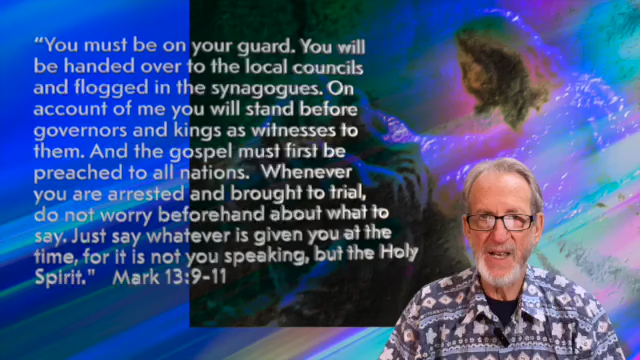 “You must be on your guard. You will
be handed over to the local councils
and flogged in the synagogues. On
account of me you will stand before
governors and kings as witnesses to
them. And the gospel must first be
preached to all nations.  Whenever
you are arrested and brought to trial,
do not worry beforehand about what to
say. Just say whatever is given you at the
time, for it is not you speaking, but the Holy
Spirit.”   Mark 13:9-11